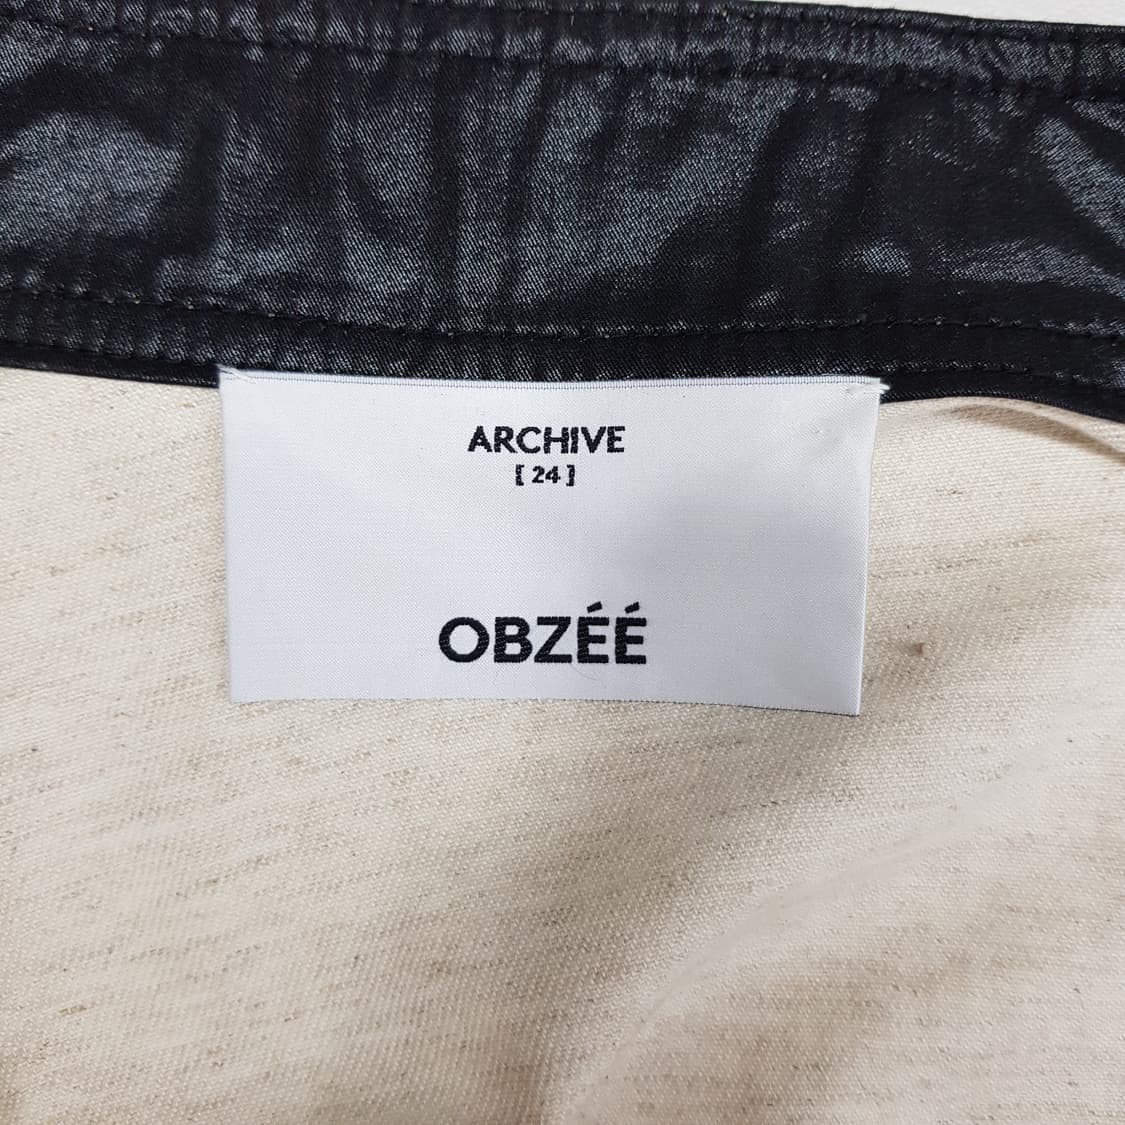 ARCHIVE
[ 24 ]
OBZÉÉ